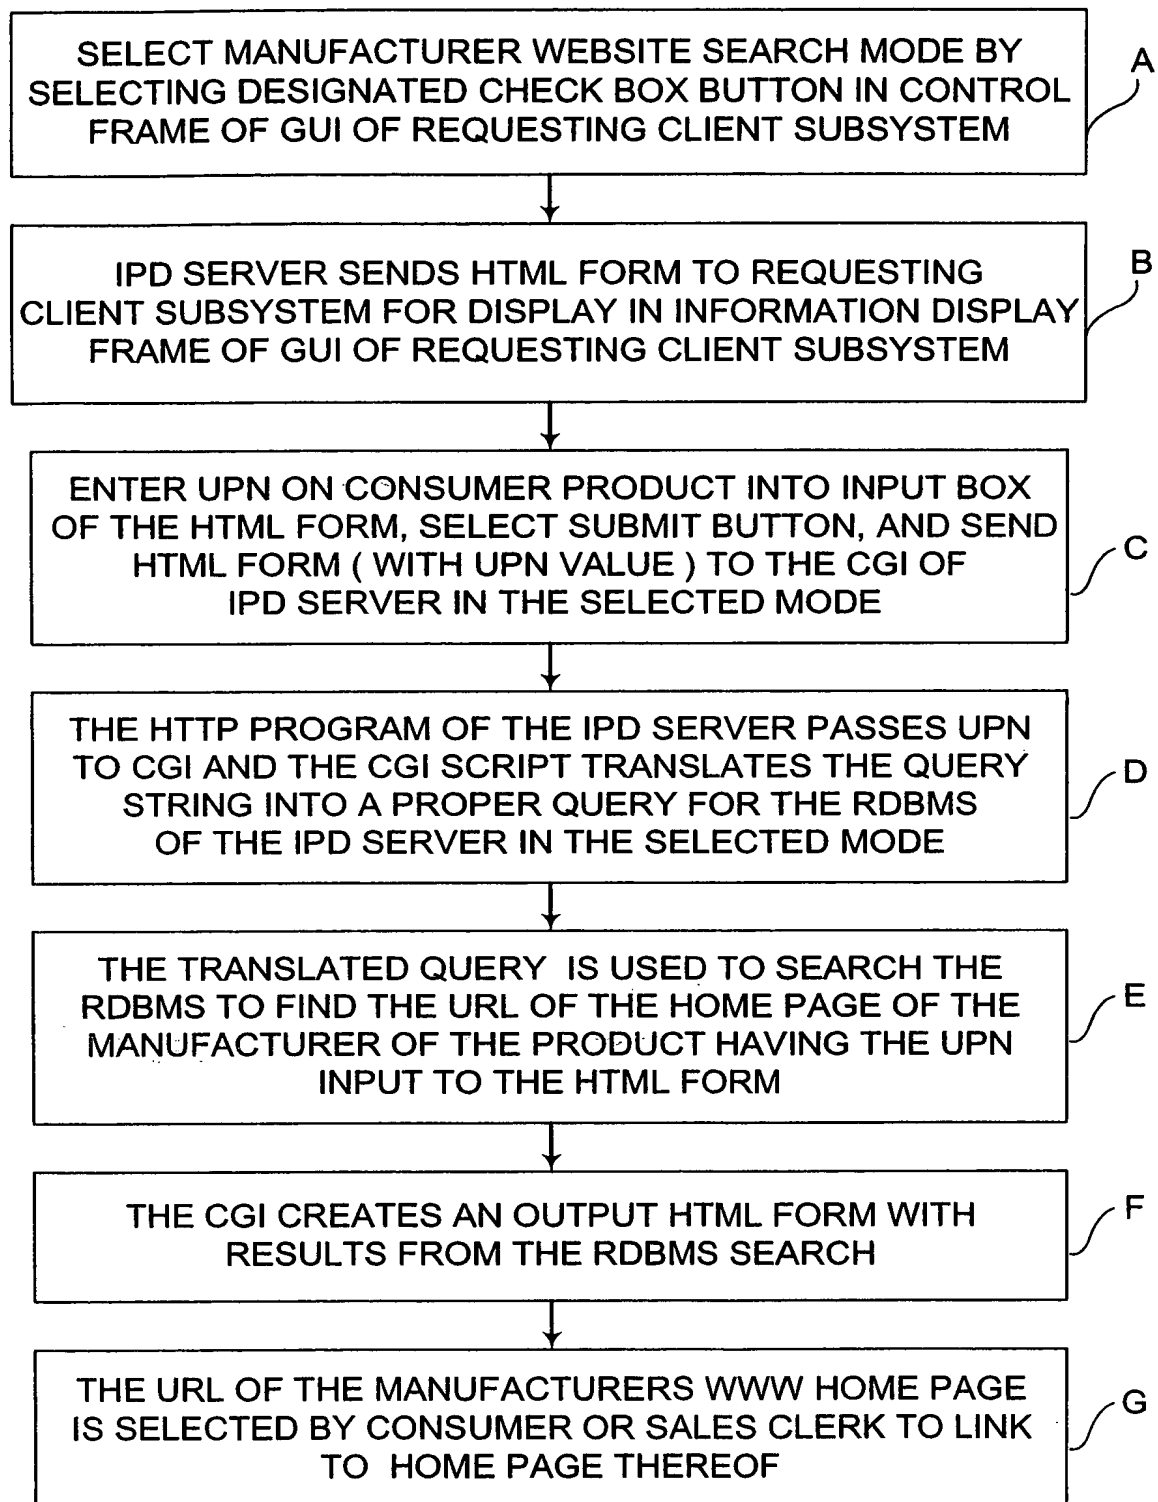 SELECT MANUFACTURER WEBSITE SEARCH MODE BY
SELECTING DESIGNATED CHECK BOX BUTTON IN CONTROL
FRAME OF GUI OF REQUESTING CLIENT SUBSYSTEM
A
IPD SERVER SENDS HTML FORM TO REQUESTING
CLIENT SUBSYSTEM FOR DISPLAY IN INFORMATION DISPLAY
FRAME OF GUI OF REQUESTING CLIENT SUBSYSTEM
B
ENTER UPN ON CONSUMER PRODUCT INTO INPUT BOX
OF THE HTML FORM, SELECT SUBMIT BUTTON, AND SEND
HTML FORM ( WITH UPN VALUE ) TO THE CGI OF
IPD SERVER IN THE SELECTED MODE
C
THE HTTP PROGRAM OF THE IPD SERVER PASSES UPN
TO CGI AND THE CGI SCRIPT TRANSLATES THE QUERY
STRING INTO A PROPER QUERY FOR THE RDBMS
OF THE IPD SERVER IN THE SELECTED MODE
D
THE TRANSLATED QUERY IS USED TO SEARCH THE
RDBMS TO FIND THE URL OF THE HOME PAGE OF THE
MANUFACTURER OF THE PRODUCT HAVING THE UPN
INPUT TO THE HTML FORM
E
THE CGI CREATES AN OUTPUT HTML FORM WITH
RESULTS FROM THE RDBMS SEARCH
F
THE URL OF THE MANUFACTURERS WWW HOME PAGE
IS SELECTED BY CONSUMER OR SALES CLERK TO LINK
TO HOME PAGE THEREOF
G